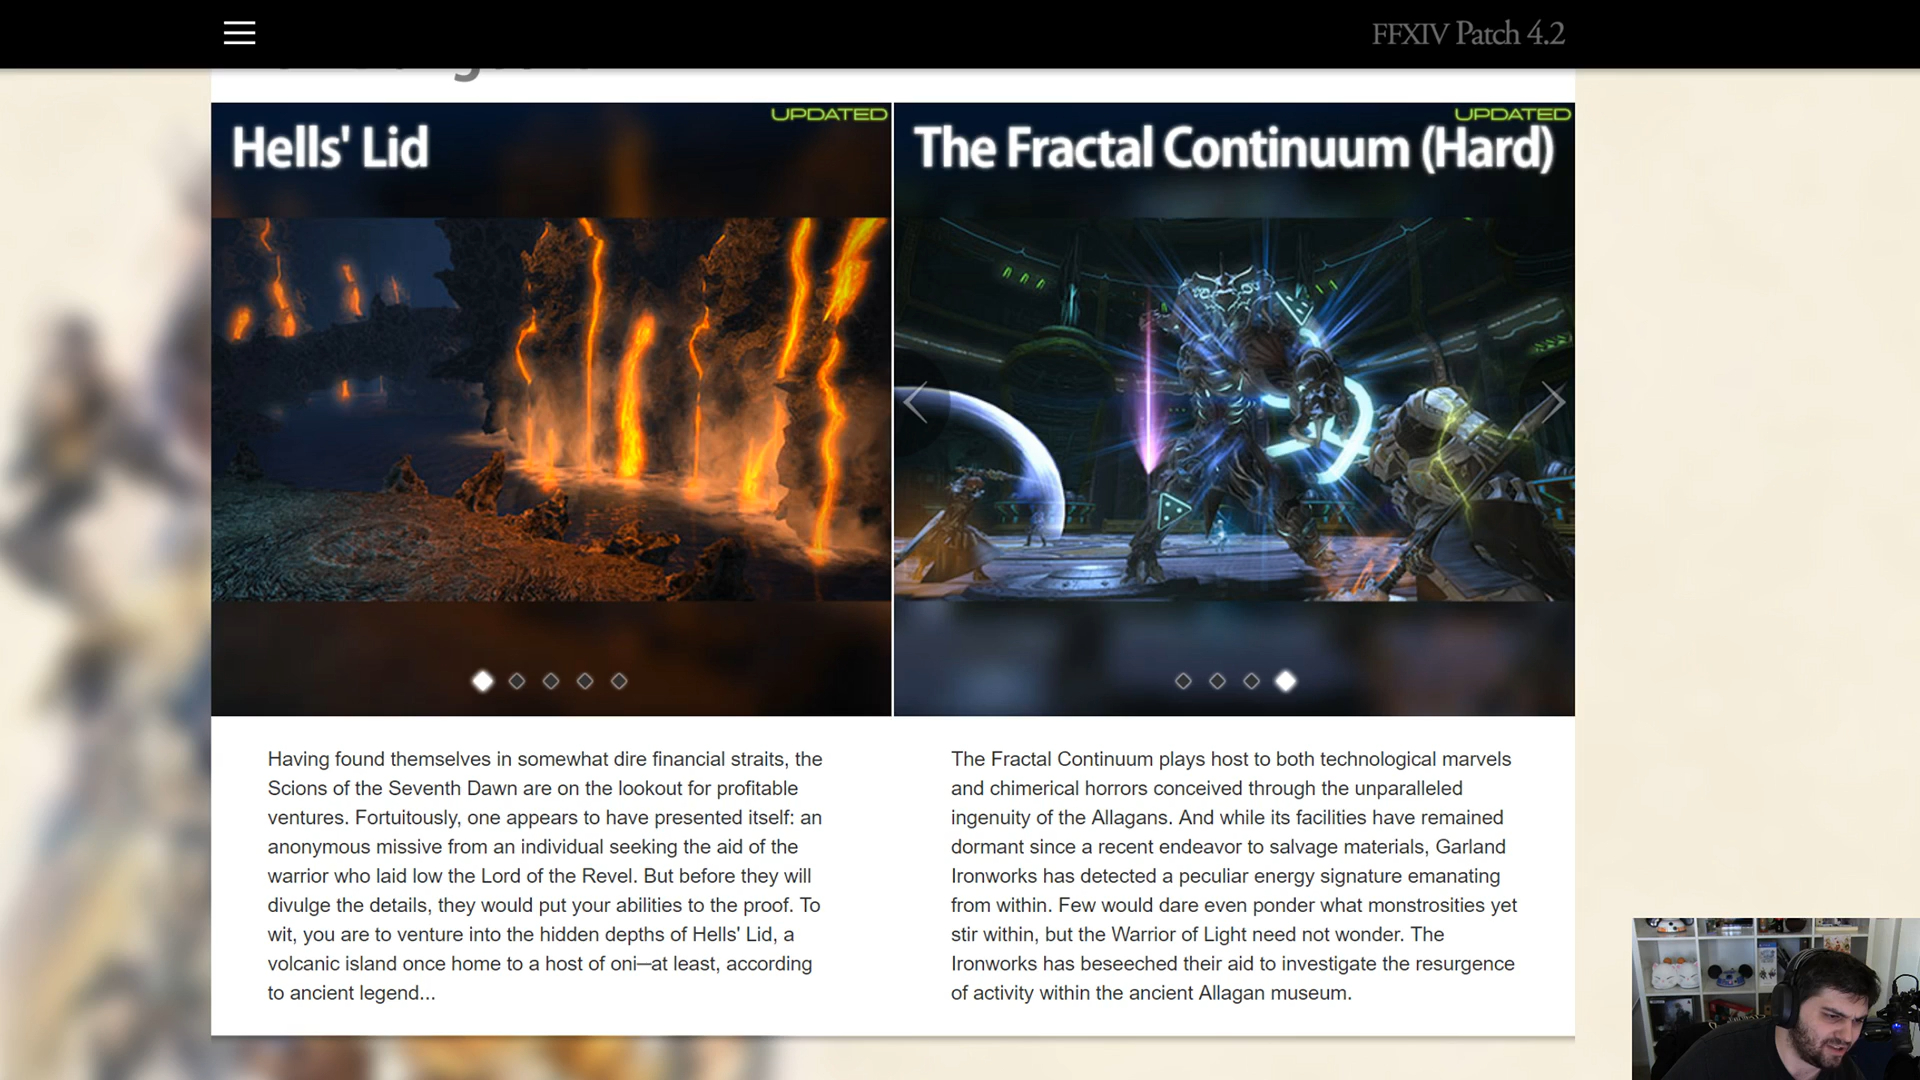 FFXIV Patch 4.2
UPDATED
Hells' Lid
UPDATED
The Fractal Continuum (Hard)
Having found themselves in somewhat dire financial straits, the
Scions of the Seventh Dawn are on the lookout for profitable
ventures. Fortuitously, one appears to have presented itself: an
anonymous missive from an individual seeking the aid of the
warrior who laid low the Lord of the Revel. But before they will
divulge the details, they would put your abilities to the proof. To
wit, you are to venture into the hidden depths of Hells' Lid, a
volcanic island once home to a host of oni—at least, according
to ancient legend...
The Fractal Continuum plays host to both technological marvels
and chimerical horrors conceived through the unparalleled
ingenuity of the Allagans. And while its facilities have remained
dormant since a recent endeavor to salvage materials, Garland
Ironworks has detected a peculiar energy signature emanating
from within. Few would dare even ponder what monstrosities yet
stir within, but the Warrior of Light need not wonder. The
Ironworks has beseeched their aid to investigate the resurgence
of activity within the ancient Allagan museum.